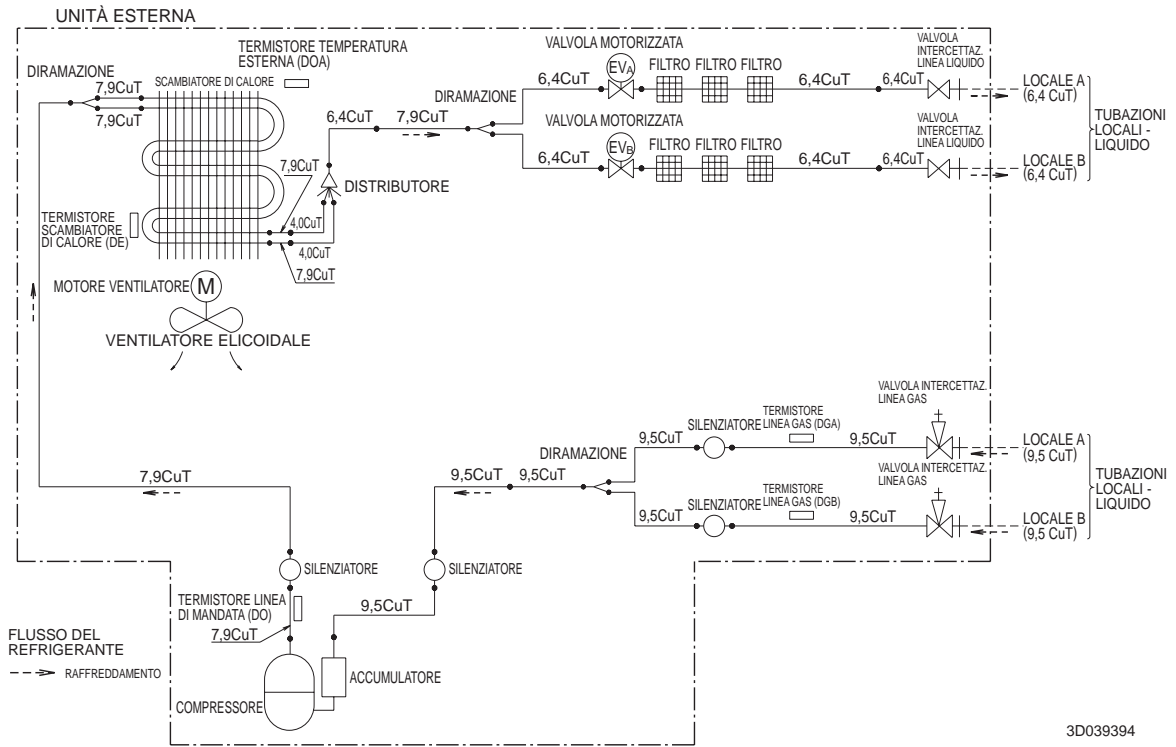 UNITÀ ESTERNA
TERMISTORE TEMPERATURA
ESTERNA (DOA)
DIRAMAZIONE
7,9CuT
SCAMBIATORE DI CALORE
7,9CuT
TERMISTORE
SCAMBIATORE
DI CALORE (DE)
7,9CuT
4,0CuT
4,0CuT
7,9CuT
DISTRIBUTORE
6,4CuT
7,9CuT
DIRAMAZIONE
MOTORE VENTILATORE
M
VENTILATORE ELICOIDALE
VALVOLA MOTORIZZATA
EVA
FILTRO
FILTRO
FILTRO
6,4CuT
6,4CuT
6,4CuT
VALVOLA
INTERCETTAZ.
LINEA LIQUIDO
LOCALE A
(6,4 CuT)
VALVOLA MOTORIZZATA
EVB
FILTRO
FILTRO
FILTRO
6,4CuT
6,4CuT
6,4CuT
VALVOLA
INTERCETTAZ.
LINEA LIQUIDO
LOCALE B
(6,4 CuT)
TUBAZIONI
LOCALI -
LIQUIDO
VALVOLA INTERCETTAZ.
LINEA GAS
9,5CuT
SILENZIATORE
TERMISTORE
LINEA GAS (DGA)
9,5CuT
LOCALE A
(9,5 CuT)
VALVOLA INTERCETTAZ.
LINEA GAS
DIRAMAZIONE
9,5CuT
SILENZIATORE
TERMISTORE
LINEA GAS (DGB)
9,5CuT
LOCALE B
(9,5 CuT)
TUBAZIONI
LOCALI -
LIQUIDO
7,9CuT
9,5CuT
9,5CuT
SILENZIATORE
SILENZIATORE
TERMISTORE LINEA
DI MANDATA (DO)
7,9CuT
9,5CuT
ACCUMULATORE
COMPRESSORE
FLUSSO DEL
REFRIGERANTE
RAFFREDDAMENTO
3D039394